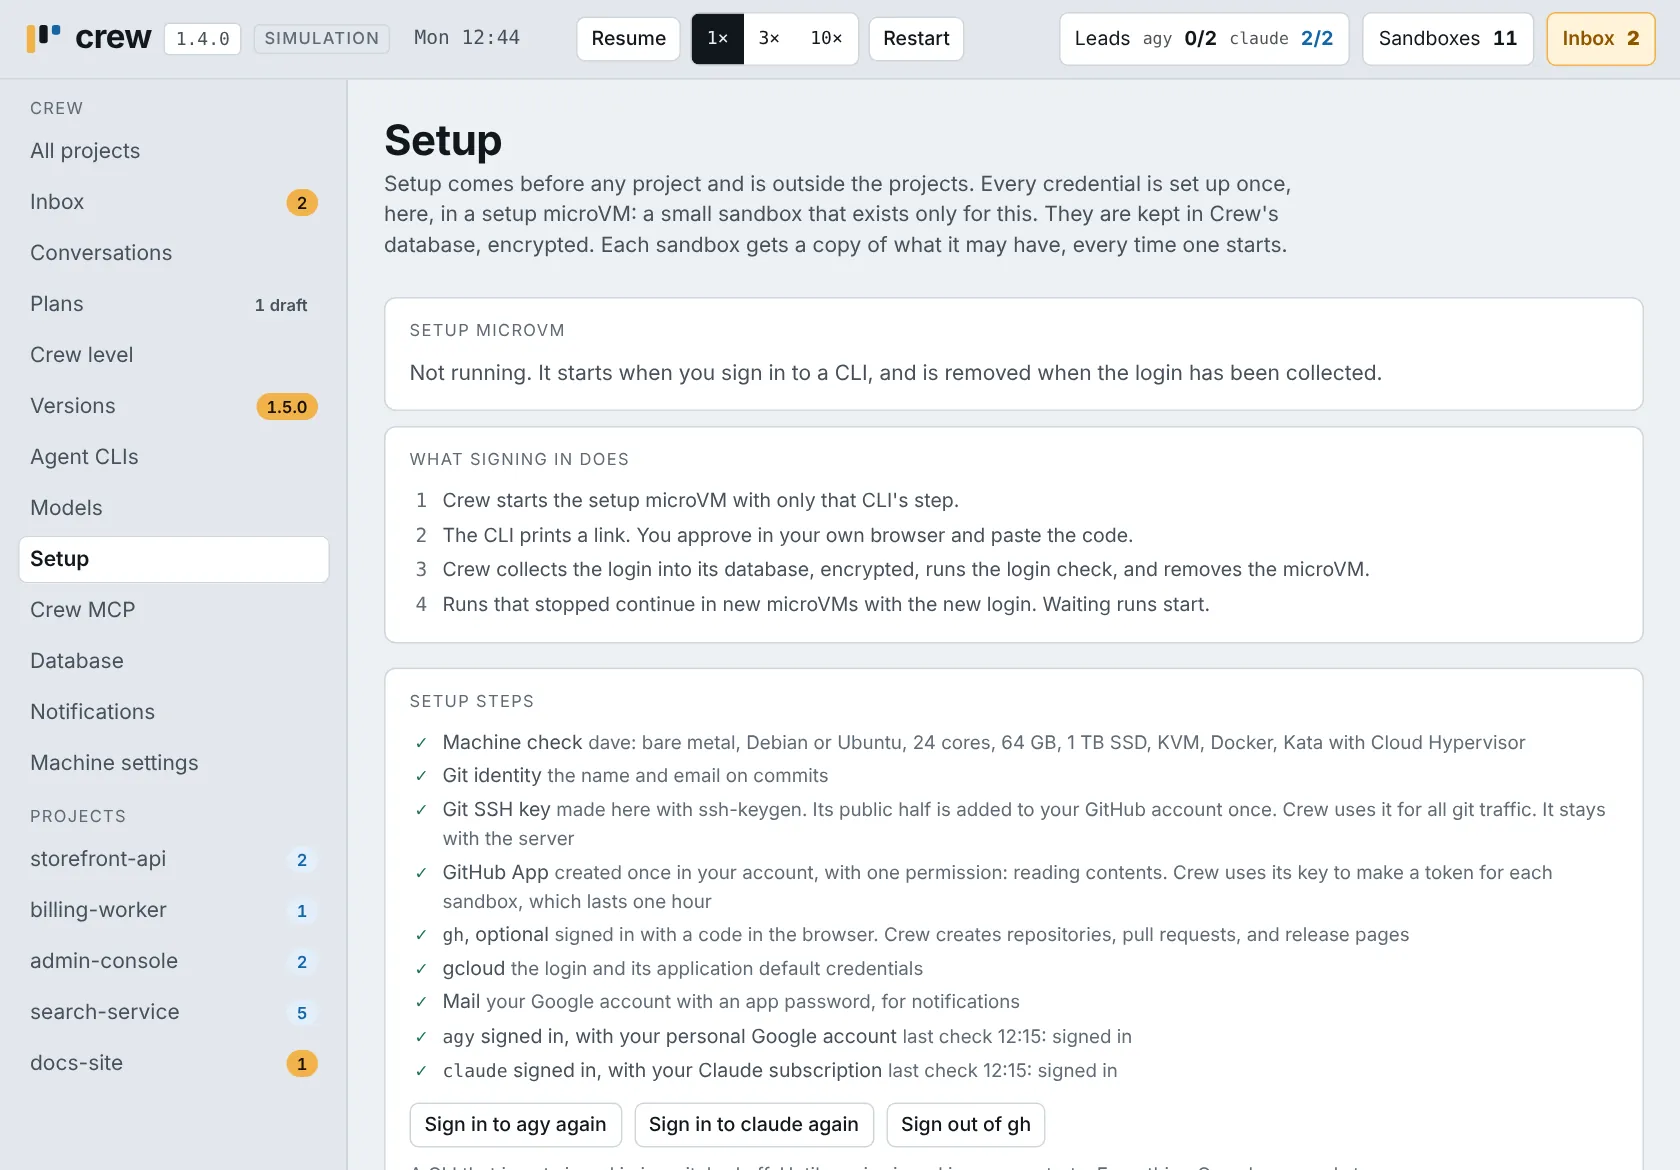 crew 1.4.0 SIMULATION Mon 12:44 Resume 1× 3× 10× Restart Leads agy 0/2 claude 2/2 Sandboxes 11 Inbox 2
CREW
All projects
Inbox 2
Conversations
Plans 1 draft
Crew level
Versions 1.5.0
Agent CLIs
Models
Setup
Crew MCP
Database
Notifications
Machine settings
PROJECTS
storefront-api 2
billing-worker 1
admin-console 2
search-service 5
docs-site 1
Setup
Setup comes before any project and is outside the projects. Every credential is set up once,
here, in a setup microVM: a small sandbox that exists only for this. They are kept in Crew's
database, encrypted. Each sandbox gets a copy of what it may have, every time one starts.
SETUP MICROVM
Not running. It starts when you sign in to a CLI, and is removed when the login has been collected.
WHAT SIGNING IN DOES
1 Crew starts the setup microVM with only that CLI's step.
2 The CLI prints a link. You approve in your own browser and paste the code.
3 Crew collects the login into its database, encrypted, runs the login check, and removes the microVM.
4 Runs that stopped continue in new microVMs with the new login. Waiting runs start.
SETUP STEPS
✓ Machine check dave: bare metal, Debian or Ubuntu, 24 cores, 64 GB, 1 TB SSD, KVM, Docker, Kata with Cloud Hypervisor
✓ Git identity the name and email on commits
✓ Git SSH key made here with ssh-keygen. Its public half is added to your GitHub account once. Crew uses it for all git traffic. It stays
with the server
✓ GitHub App created once in your account, with one permission: reading contents. Crew uses its key to make a token for each
sandbox, which lasts one hour
✓ gh, optional signed in with a code in the browser. Crew creates repositories, pull requests, and release pages
✓ gcloud the login and its application default credentials
✓ Mail your Google account with an app password, for notifications
✓ agy signed in, with your personal Google account last check 12:15: signed in
✓ claude signed in, with your Claude subscription last check 12:15: signed in
Sign in to agy again Sign in to claude again Sign out of gh